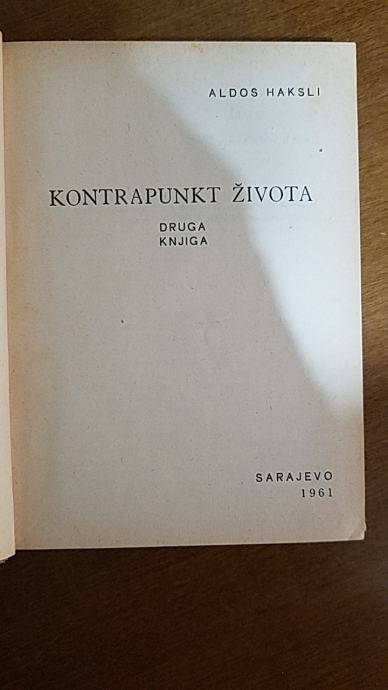 ALDOS HAKSLI
KONTRAPUNKT ŽIVOTA
DRUGA
KNJIGA
SARAJEVO
1961